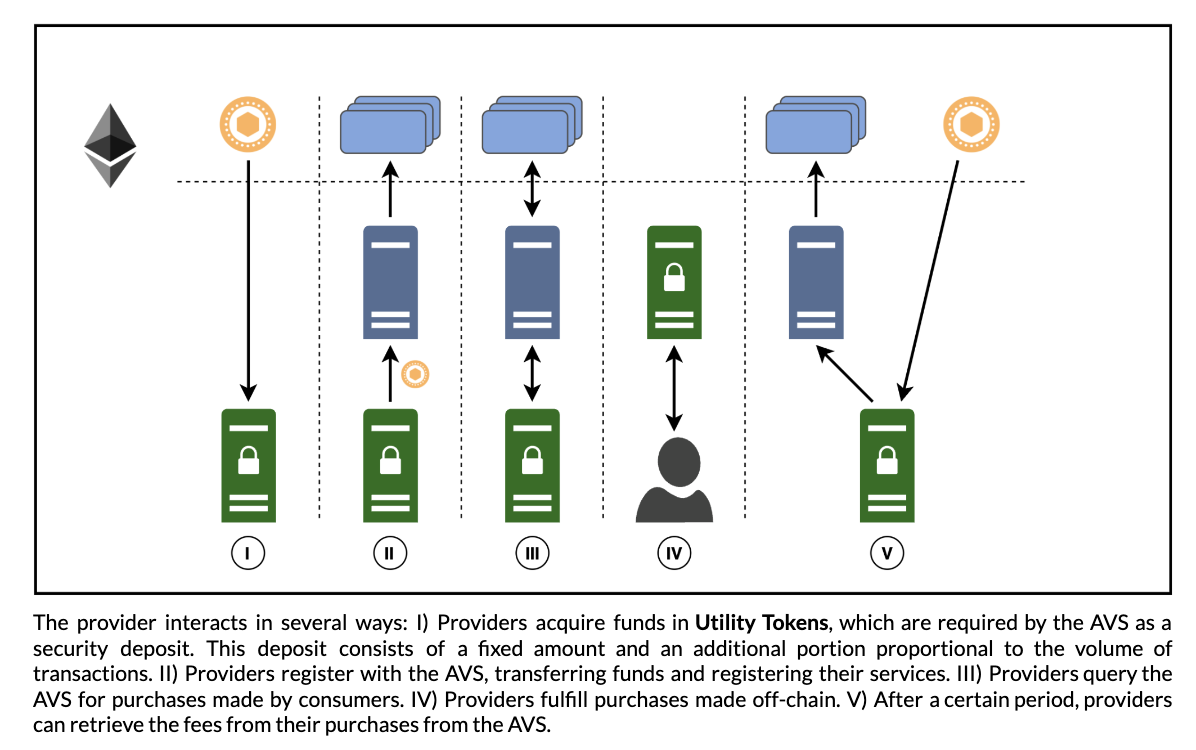 I II III IV V
The provider interacts in several ways: I) Providers acquire funds in Utility Tokens, which are required by the AVS as a
security deposit. This deposit consists of a fixed amount and an additional portion proportional to the volume of
transactions. II) Providers register with the AVS, transferring funds and registering their services. III) Providers query the
AVS for purchases made by consumers. IV) Providers fulfill purchases made off-chain. V) After a certain period, providers
can retrieve the fees from their purchases from the AVS.